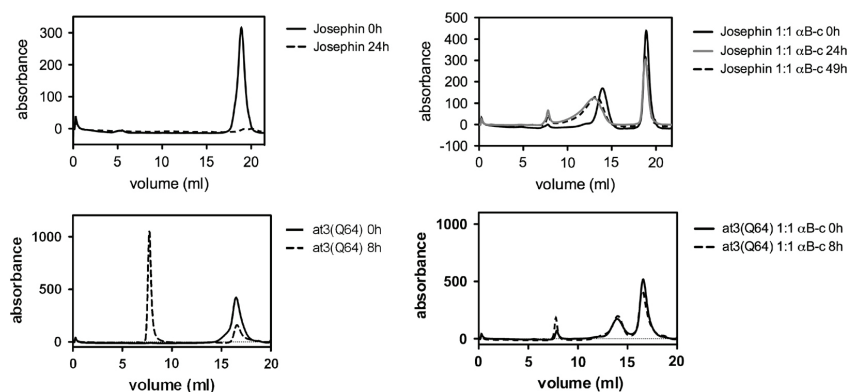 absorbance
300
200
100
0
0
5
10
15
20
volume (ml)
Josephin 0h
Josephin 24h
absorbance
500
400
300
200
100
0
-100
0
5
10
15
20
volume (ml)
Josephin 1:1 αB-c 0h
Josephin 1:1 αB-c 24h
Josephin 1:1 αB-c 49h
absorbance
1000
500
0
0
5
10
15
20
volume (ml)
at3(Q64) 0h
at3(Q64) 8h
absorbance
1000
500
0
0
5
10
15
20
volume (ml)
at3(Q64) 1:1 αB-c 0h
at3(Q64) 1:1 αB-c 8h